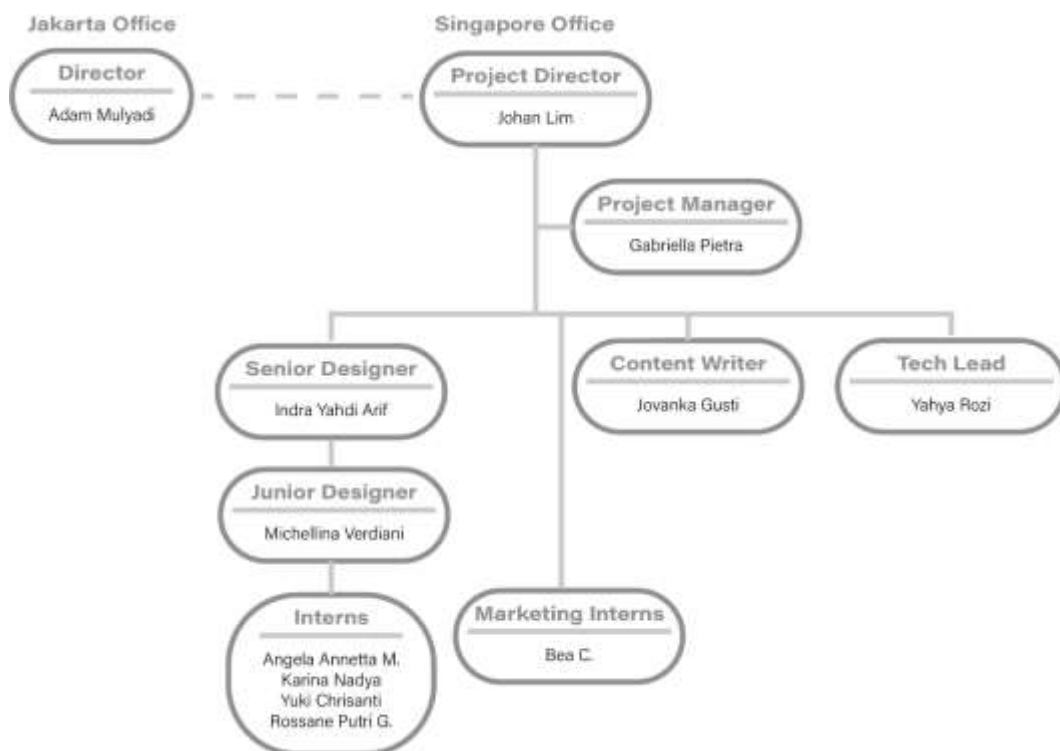 Jakarta Office
Singapore Office
Director
Adam Mulyadi
Project Director
Johan Lim
Project Manager
Gabriella Pietra
Senior Designer
Indra Yahdi Arif
Content Writer
Jovanka Gusti
Tech Lead
Yahya Rozi
Junior Designer
Michellina Verdiani
Interns
Angela Annetta M.
Karina Nadya
Yuki Chrisanti
Rossane Putri G.
Marketing Interns
Bea C.